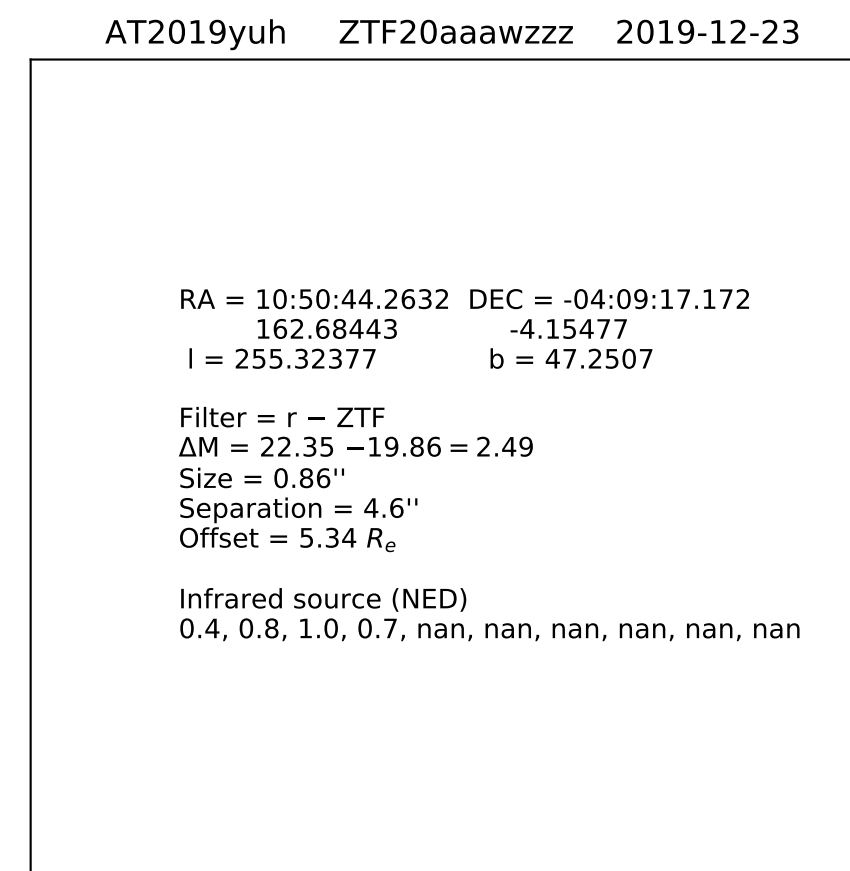 AT2019yuh ZTF20aaawzzz 2019-12-23
RA = 10:50:44.2632 DEC = -04:09:17.172
162.68443 -4.15477
l = 255.32377 b = 47.2507
Filter = r − ZTF
ΔM = 22.35 −19.86 = 2.49
Size = 0.86''
Separation = 4.6''
Offset = 5.34 Rₑ
Infrared source (NED)
0.4, 0.8, 1.0, 0.7, nan, nan, nan, nan, nan, nan